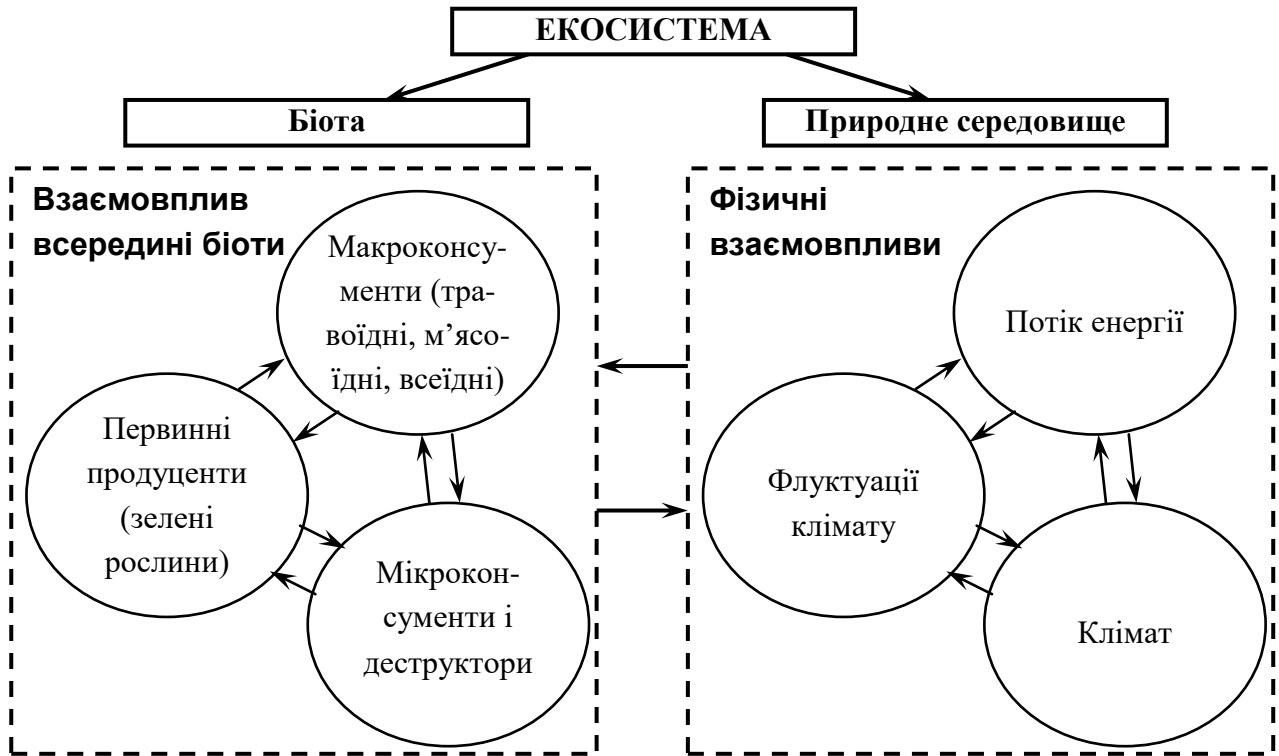 ЕКОСИСТЕМА
Біота
Природне середовище
Взаємовплив
всередині біоти
Макроконсу-
менти (тра-
воїдні, м’ясо-
їдні, всеїдні)
Первинні
продуценти
(зелені
рослини)
Мікрокон-
сументи і
деструктори
Фізичні
взаємовпливи
Потік енергії
Флуктуації
клімату
Клімат